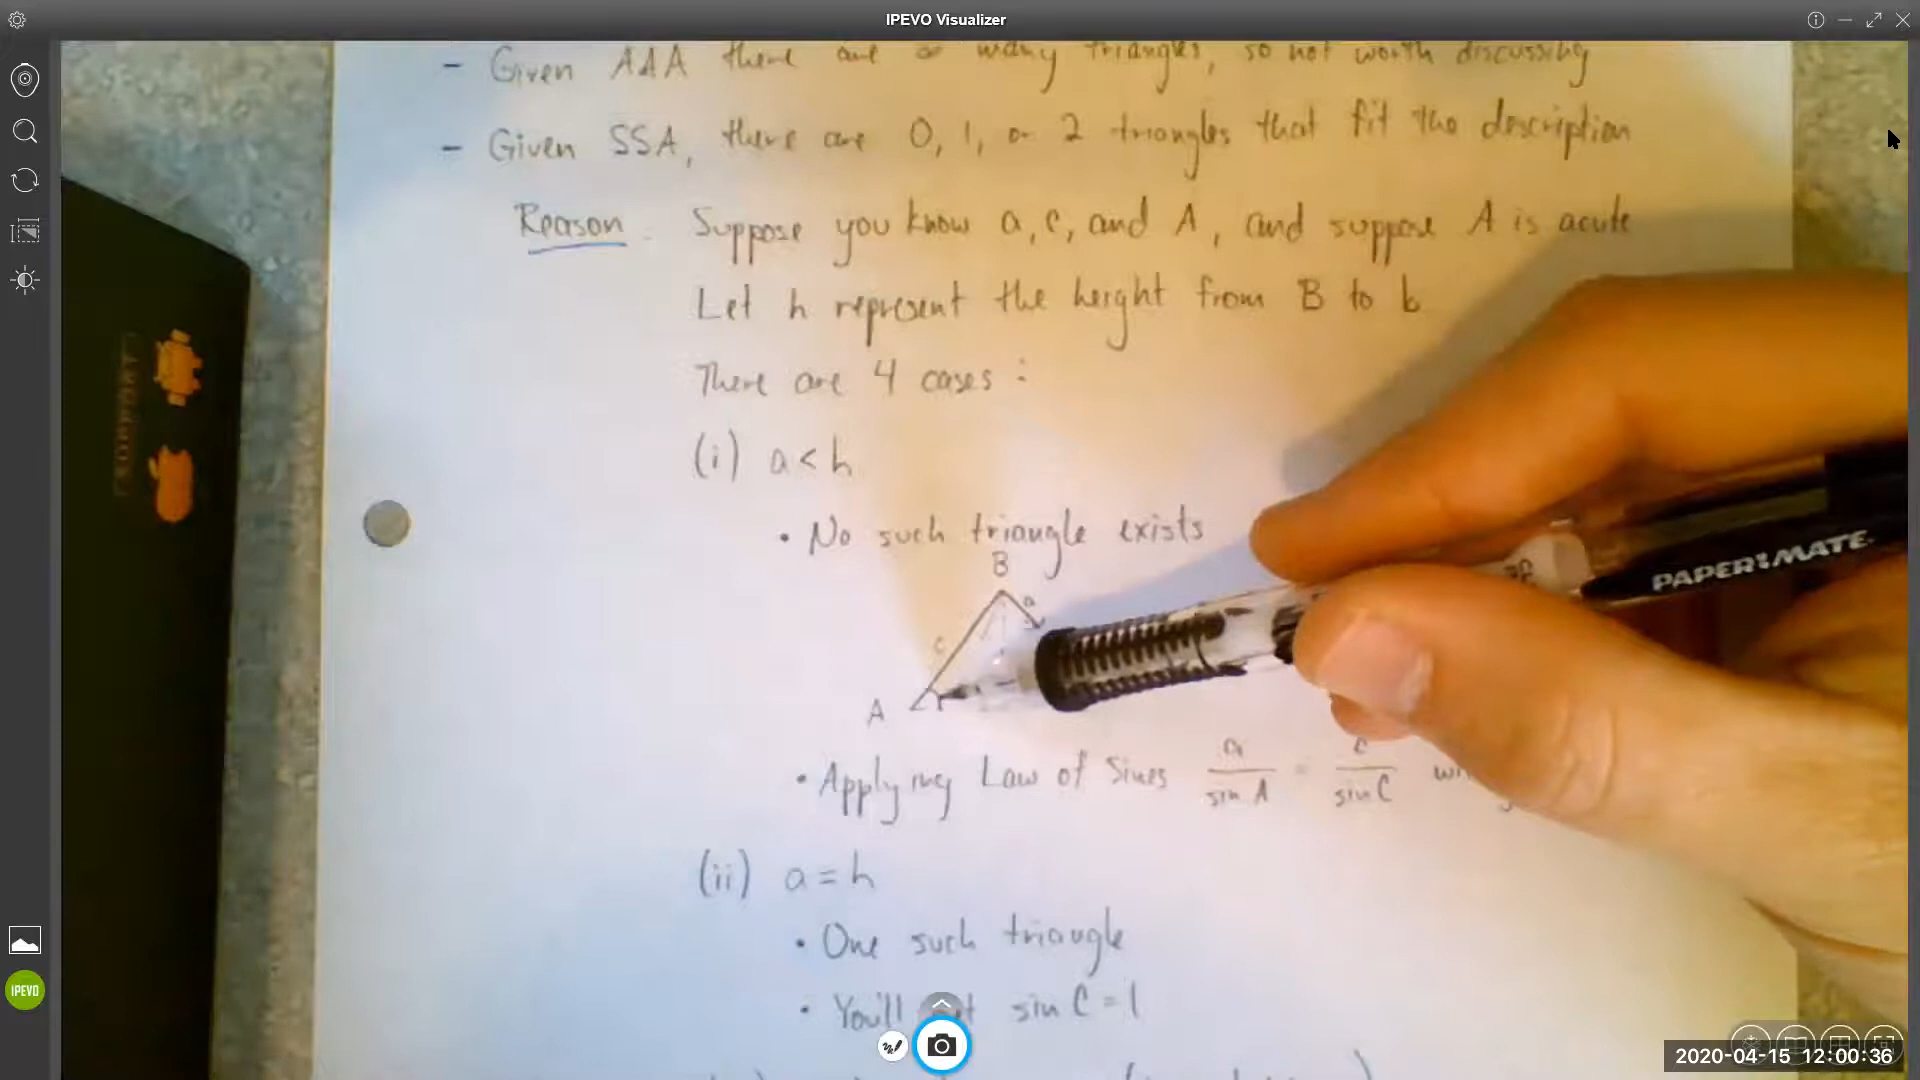 IPEVO Visualizer
- Given AAA there are ∞ many triangles, so not worth discussing
- Given SSA, there are 0, 1, or 2 triangles that fit the description
Reason: Suppose you know a, c, and A, and suppose A is acute
Let h represent the height from B to b
There are 4 cases:
(i) a < h
• No such triangle exists
B
a
c
A
PAPER:MATE
• Applying Law of Sines a/sin A = c/sin C
(ii) a = h
• One such triangle
• You'll get sin C = 1
IPEVO
2020-04-15 12:00:36